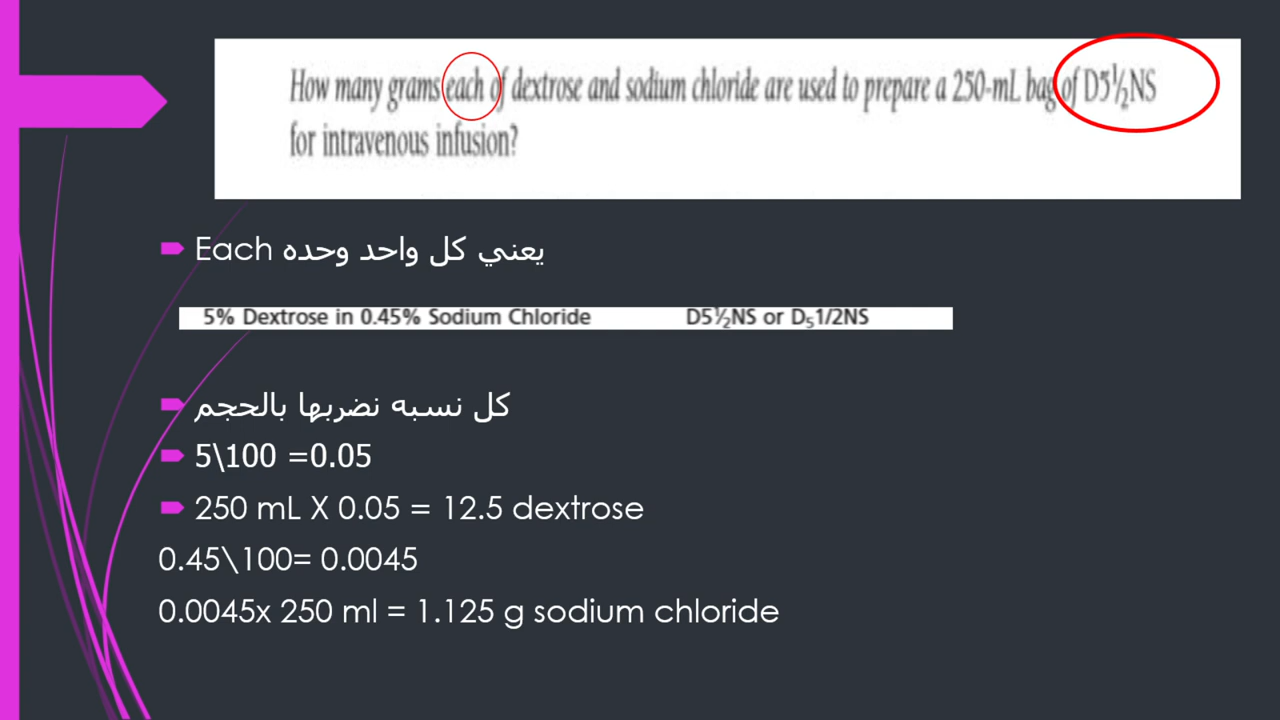 How many grams each of dextrose and sodium chloride are used to prepare a 250-mL bag of D5½NS
for intravenous infusion?
Each يعني كل واحد وحده
5% Dextrose in 0.45% Sodium Chloride D5½NS or D₅1/2NS
كل نسبه نضربها بالحجم
5\100 =0.05
250 mL X 0.05 = 12.5 dextrose
0.45\100= 0.0045
0.0045x 250 ml = 1.125 g sodium chloride